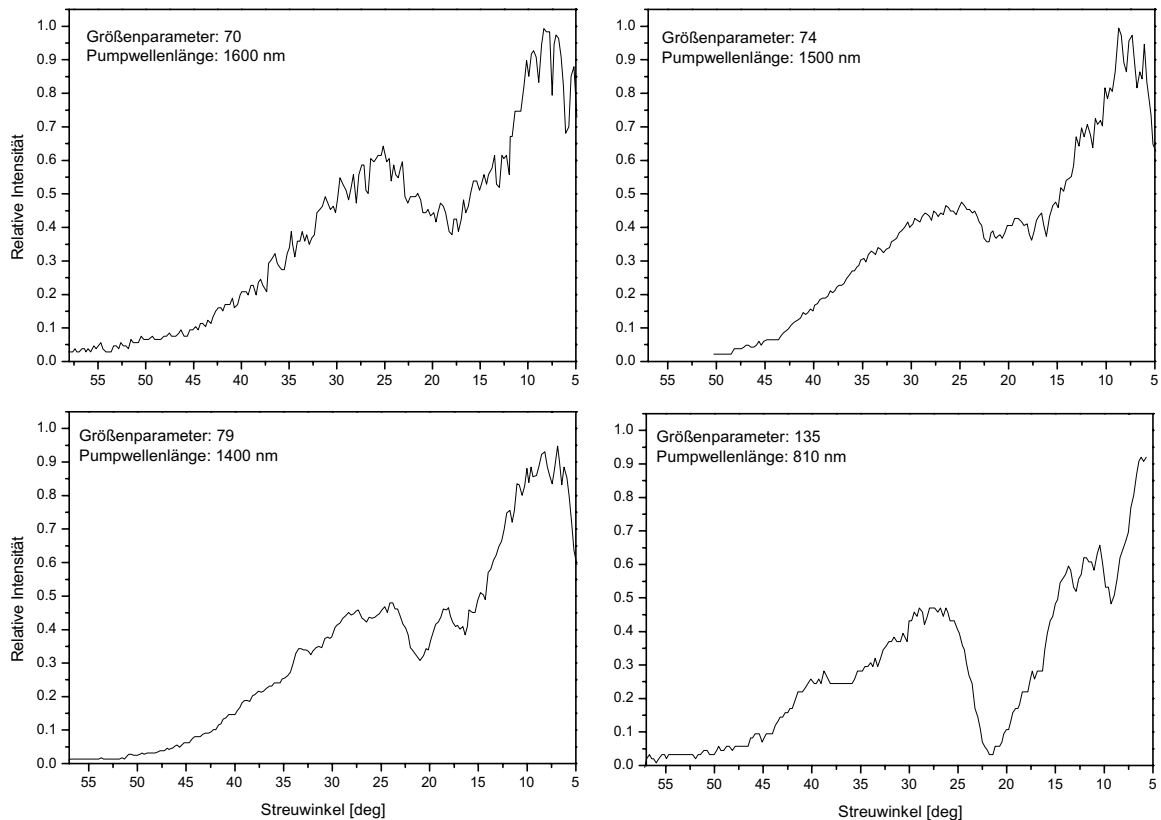 Größenparameter: 70
Pumpwellenlänge: 1600 nm
Relative Intensität
1.0
0.9
0.8
0.7
0.6
0.5
0.4
0.3
0.2
0.1
0.0
55 50 45 40 35 30 25 20 15 10 5
Größenparameter: 74
Pumpwellenlänge: 1500 nm
1.0
0.9
0.8
0.7
0.6
0.5
0.4
0.3
0.2
0.1
0.0
55 50 45 40 35 30 25 20 15 10 5
Größenparameter: 79
Pumpwellenlänge: 1400 nm
Relative Intensität
1.0
0.9
0.8
0.7
0.6
0.5
0.4
0.3
0.2
0.1
0.0
55 50 45 40 35 30 25 20 15 10 5
Streuwinkel [deg]
Größenparameter: 135
Pumpwellenlänge: 810 nm
1.0
0.9
0.8
0.7
0.6
0.5
0.4
0.3
0.2
0.1
0.0
55 50 45 40 35 30 25 20 15 10 5
Streuwinkel [deg]